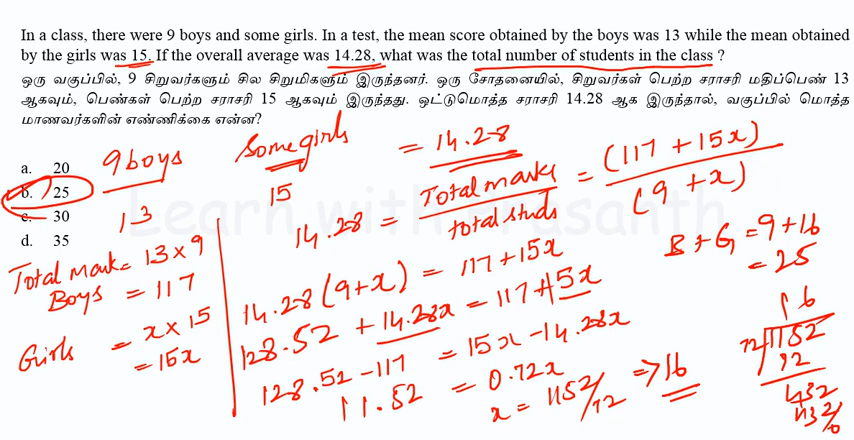 In a class, there were 9 boys and some girls. In a test, the mean score obtained by the boys was 13 while the mean obtained
by the girls was 15. If the overall average was 14.28, what was the total number of students in the class ?
ஒரு வகுப்பில், 9 சிறுவர்களும் சில சிறுமிகளும் இருந்தனர். ஒரு சோதனையில், சிறுவர்கள் பெற்ற சராசரி மதிப்பெண் 13
ஆகவும், பெண்கள் பெற்ற சராசரி 15 ஆகவும் இருந்தது. ஒட்டுமொத்த சராசரி 14.28 ஆக இருந்தால், வகுப்பில் மொத்த
மாணவர்களின் எண்ணிக்கை என்ன?
a. 20
b. 25
c. 30
d. 35
9 boys
13
Some girls = 14.28
15
Total Mark = 13 × 9
Boys = 117
Girls = x × 15
= 15x
14.28 = Total marks / total studs = (117 + 15x) / (9 + x)
14.28 (9+x) = 117 + 15x
128.52 + 14.28x = 117 + 15x
128.52 - 117 = 15x - 14.28x
11.52 = 0.72x
x = 1152/72 => 16
B + G = 9 + 16
= 25
16
72 1152
72
432
432
0
Learn with